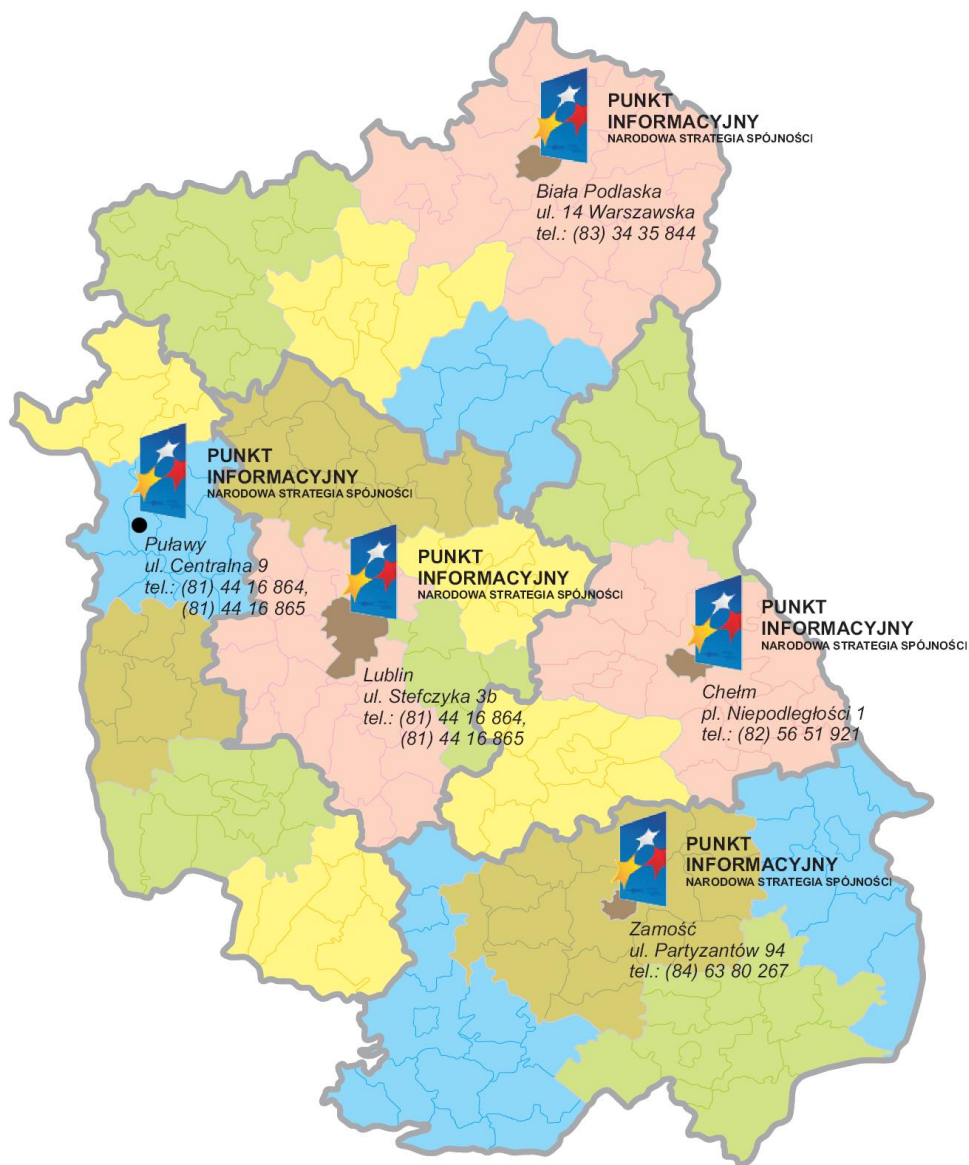 PUNKT
INFORMACYJNY
NARODOWA STRATEGIA SPÓJNOŚCI
Biała Podlaska
ul. 14 Warszawska
tel.: (83) 34 35 844
PUNKT
INFORMACYJNY
NARODOWA STRATEGIA SPÓJNOŚCI
Puławy
ul. Centralna 9
tel.: (81) 44 16 864,
(81) 44 16 865
PUNKT
INFORMACYJNY
NARODOWA STRATEGIA SPÓJNOŚCI
Lublin
ul. Stefczyka 3b
tel.: (81) 44 16 864,
(81) 44 16 865
PUNKT
INFORMACYJNY
NARODOWA STRATEGIA SPÓJNOŚCI
Chełm
pl. Niepodległości 1
tel.: (82) 56 51 921
PUNKT
INFORMACYJNY
NARODOWA STRATEGIA SPÓJNOŚCI
Zamość
ul. Partyzantów 94
tel.: (84) 63 80 267